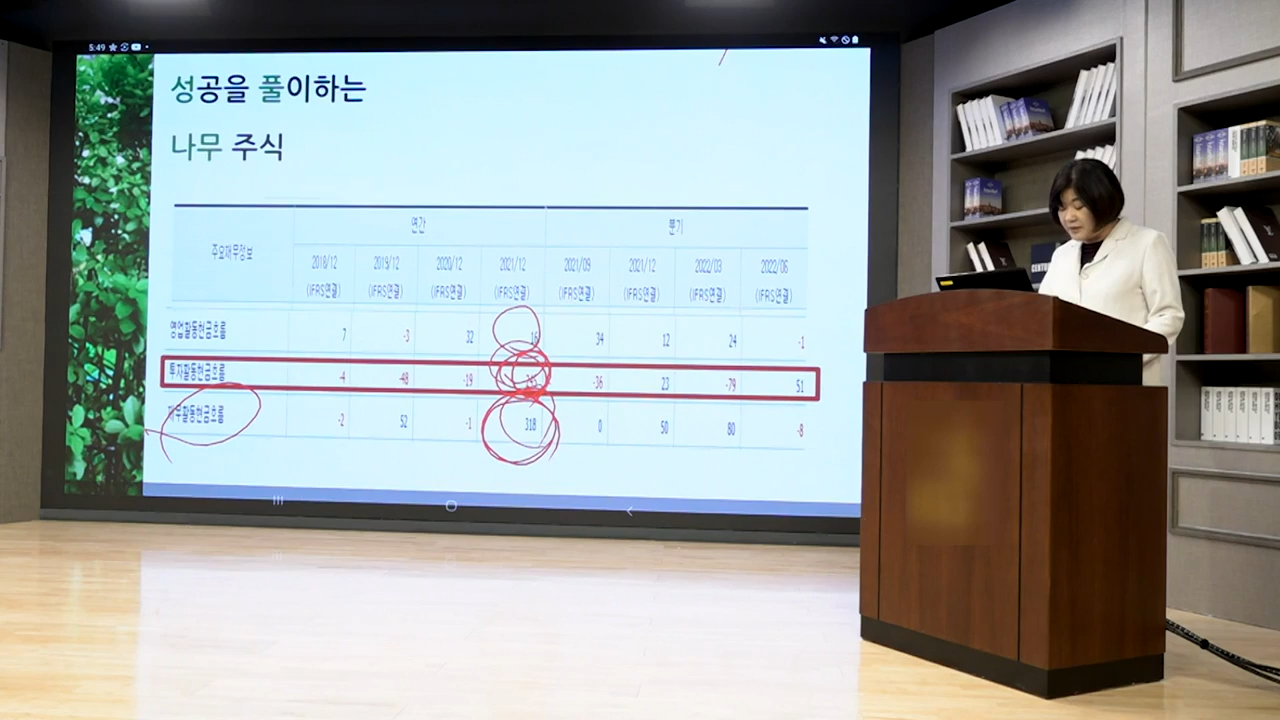 5:49
성공을 풀이하는
나무 주식
주요재무정보 연간 분기
2018/12 2019/12 2020/12 2021/12 2021/09 2021/12 2022/03 2022/06
(IFRS연결) (IFRS연결) (IFRS연결) (IFRS연결) (IFRS연결) (IFRS연결) (IFRS연결) (IFRS연결)
영업활동현금흐름 7 -3 32 16 34 12 24 -1
투자활동현금흐름 -4 -48 -19 -36 23 -79 51
재무활동현금흐름 -2 52 -1 318 0 50 80 -8